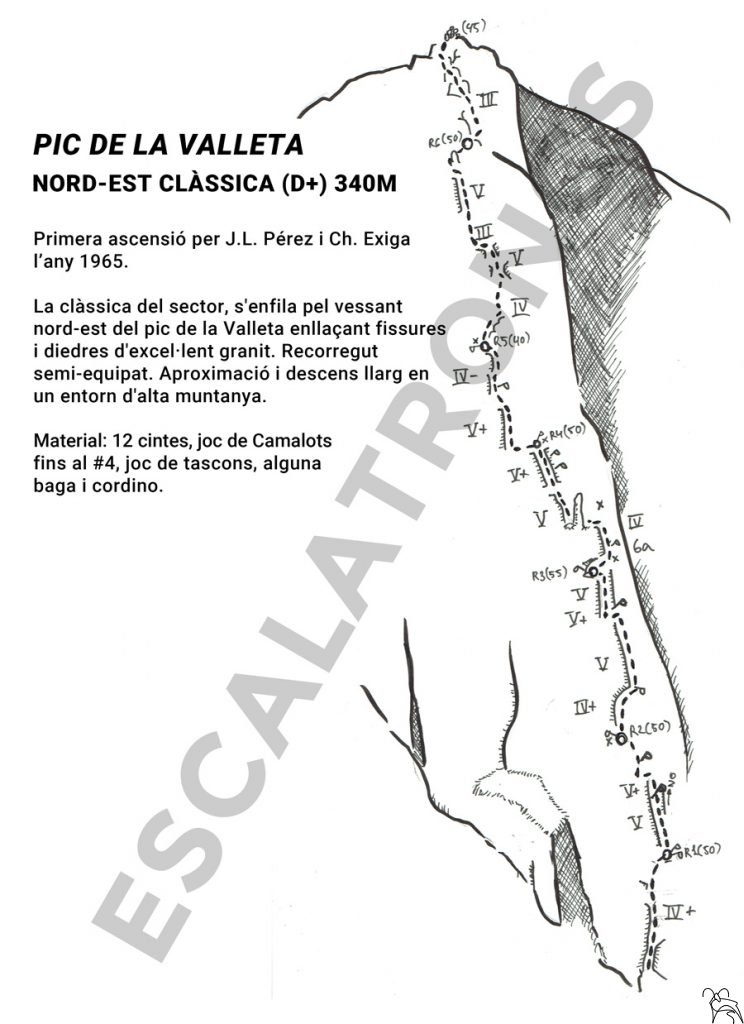 PIC DE LA VALLETA
NORD-EST CLÀSSICA (D+) 340M
Primera ascensió per J.L. Pérez i Ch. Exiga
l’any 1965.
La clàssica del sector, s'enfila pel vessant
nord-est del pic de la Valleta enllaçant fissures
i diedres d'excel·lent granit. Recorregut
semi-equipat. Aproximació i descens llarg en
un entorn d'alta muntanya.
Material: 12 cintes, joc de Camalots
fins al #4, joc de tascons, alguna
baga i cordino.
ESCALATRONS
(45)
III
R6(50)
V
III
V
IV
R5(40)
IV-
V+
R4(50)
V+
V
IV
6a
R3(55)
V
V+
V
IV+
R2(50)
V+
NO
V
R1(50)
IV+